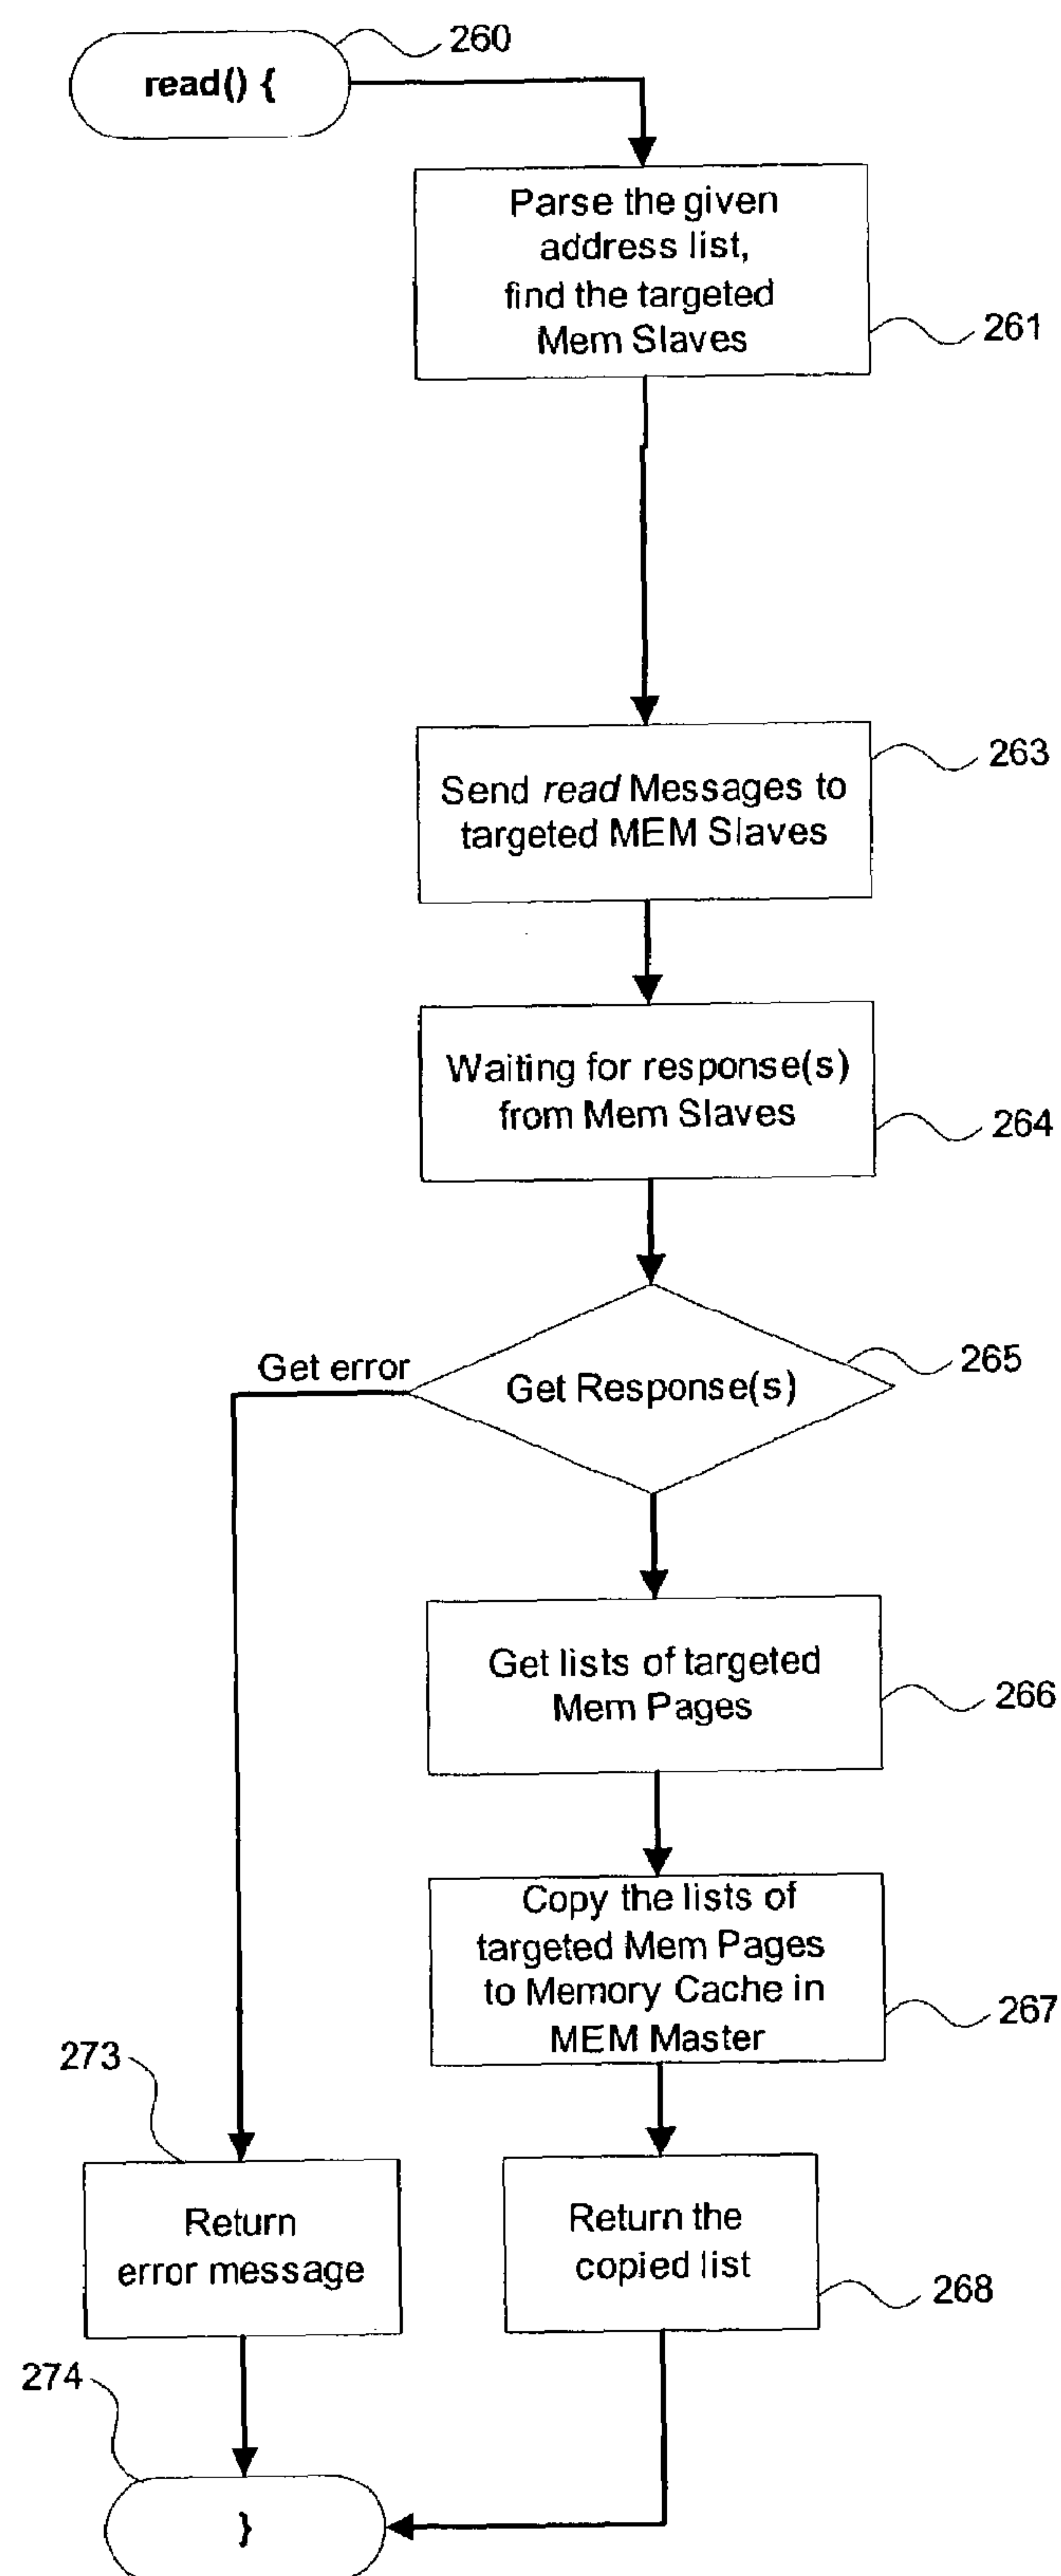 260
read() {
Parse the given
address list,
find the targeted
Mem Slaves
261
263
Send read Messages to
targeted MEM Slaves
Waiting for response(s)
from Mem Slaves
264
Get error
Get Response(s)
265
Get lists of targeted
Mem Pages
266
Copy the lists of
targeted Mem Pages
to Memory Cache in
MEM Master
267
273
Return
error message
Return the
copied list
268
274
}